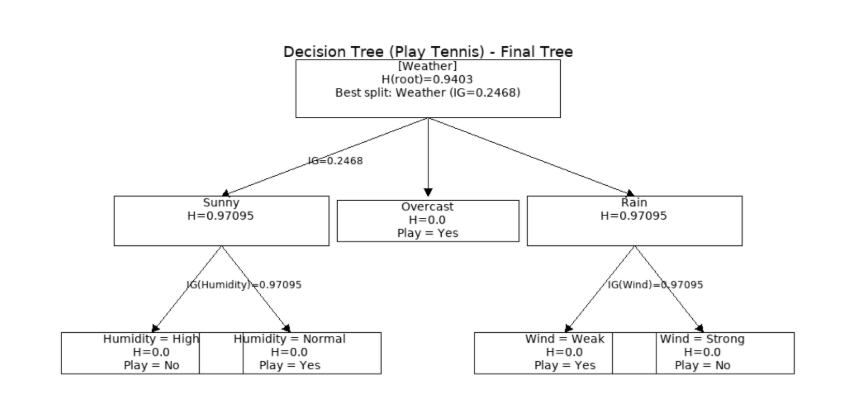 Decision Tree (Play Tennis) - Final Tree
[Weather]
H(root)=0.9403
Best split: Weather (IG=0.2468)
IG=0.2468
Sunny
H=0.97095
Overcast
H=0.0
Play = Yes
Rain
H=0.97095
IG(Humidity)=0.97095
IG(Wind)=0.97095
Humidity = High
H=0.0
Play = No
Humidity = Normal
H=0.0
Play = Yes
Wind = Weak
H=0.0
Play = Yes
Wind = Strong
H=0.0
Play = No